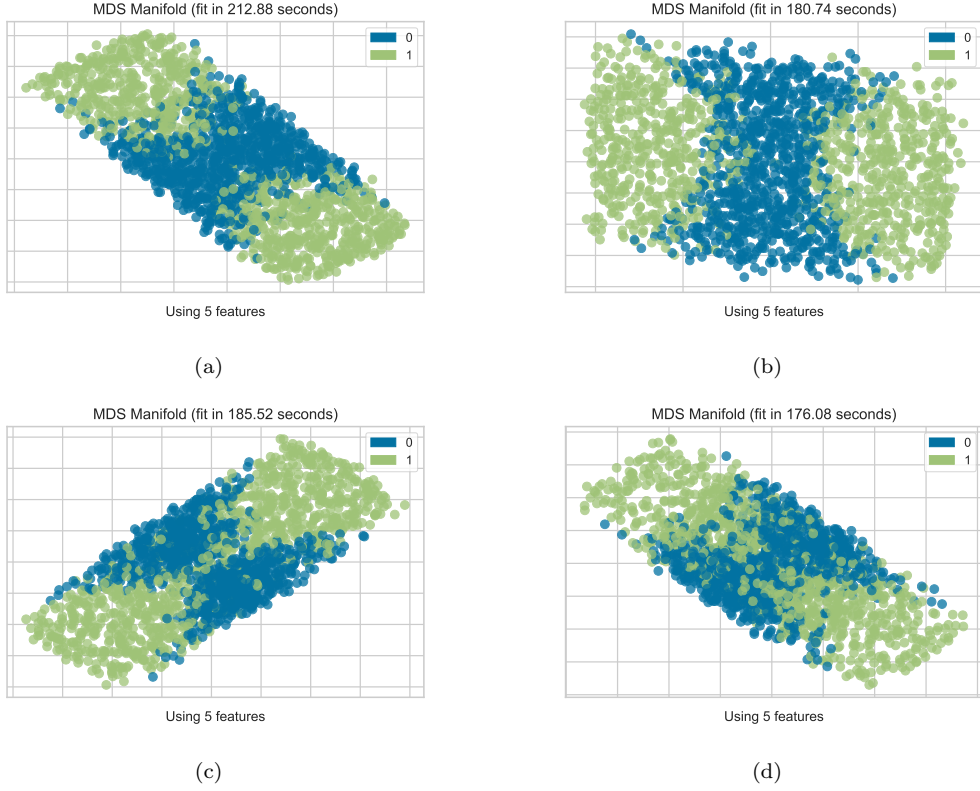 MDS Manifold (fit in 212.88 seconds)
0
1
Using 5 features
(a)
MDS Manifold (fit in 180.74 seconds)
0
1
Using 5 features
(b)
MDS Manifold (fit in 185.52 seconds)
0
1
Using 5 features
(c)
MDS Manifold (fit in 176.08 seconds)
0
1
Using 5 features
(d)